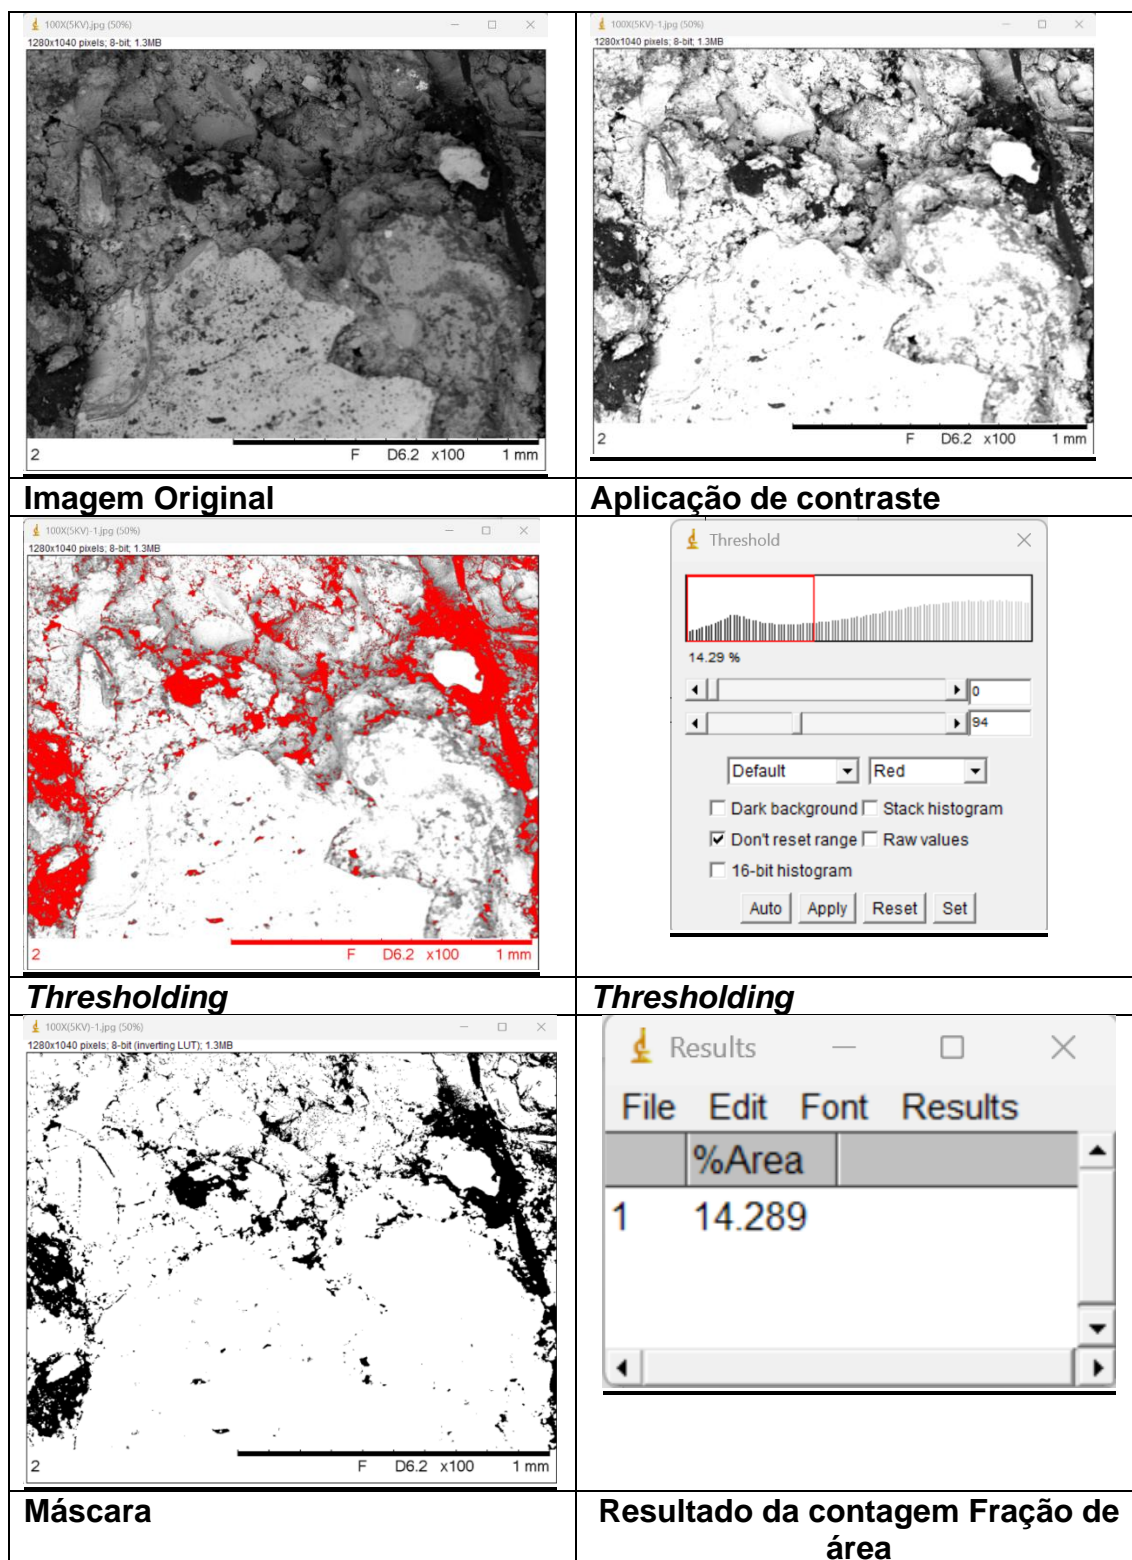 100X(5KV).jpg (50%)
1280x1040 pixels; 8-bit; 1.3MB
2 F D6.2 x100 1 mm
100X(5KV)-1.jpg (50%)
1280x1040 pixels; 8-bit; 1.3MB
2 F D6.2 x100 1 mm
Imagem Original
Aplicação de contraste
100X(5KV)-1.jpg (50%)
1280x1040 pixels; 8-bit; 1.3MB
2 F D6.2 x100 1 mm
Threshold
14.29 %
0
94
Default Red
Dark background Stack histogram
Don't reset range Raw values
16-bit histogram
Auto Apply Reset Set
Thresholding
Thresholding
100X(5KV)-1.jpg (50%)
1280x1040 pixels; 8-bit (inverting LUT); 1.3MB
2 F D6.2 x100 1 mm
Results
File Edit Font Results
%Area
1 14.289
Máscara
Resultado da contagem Fração de
área